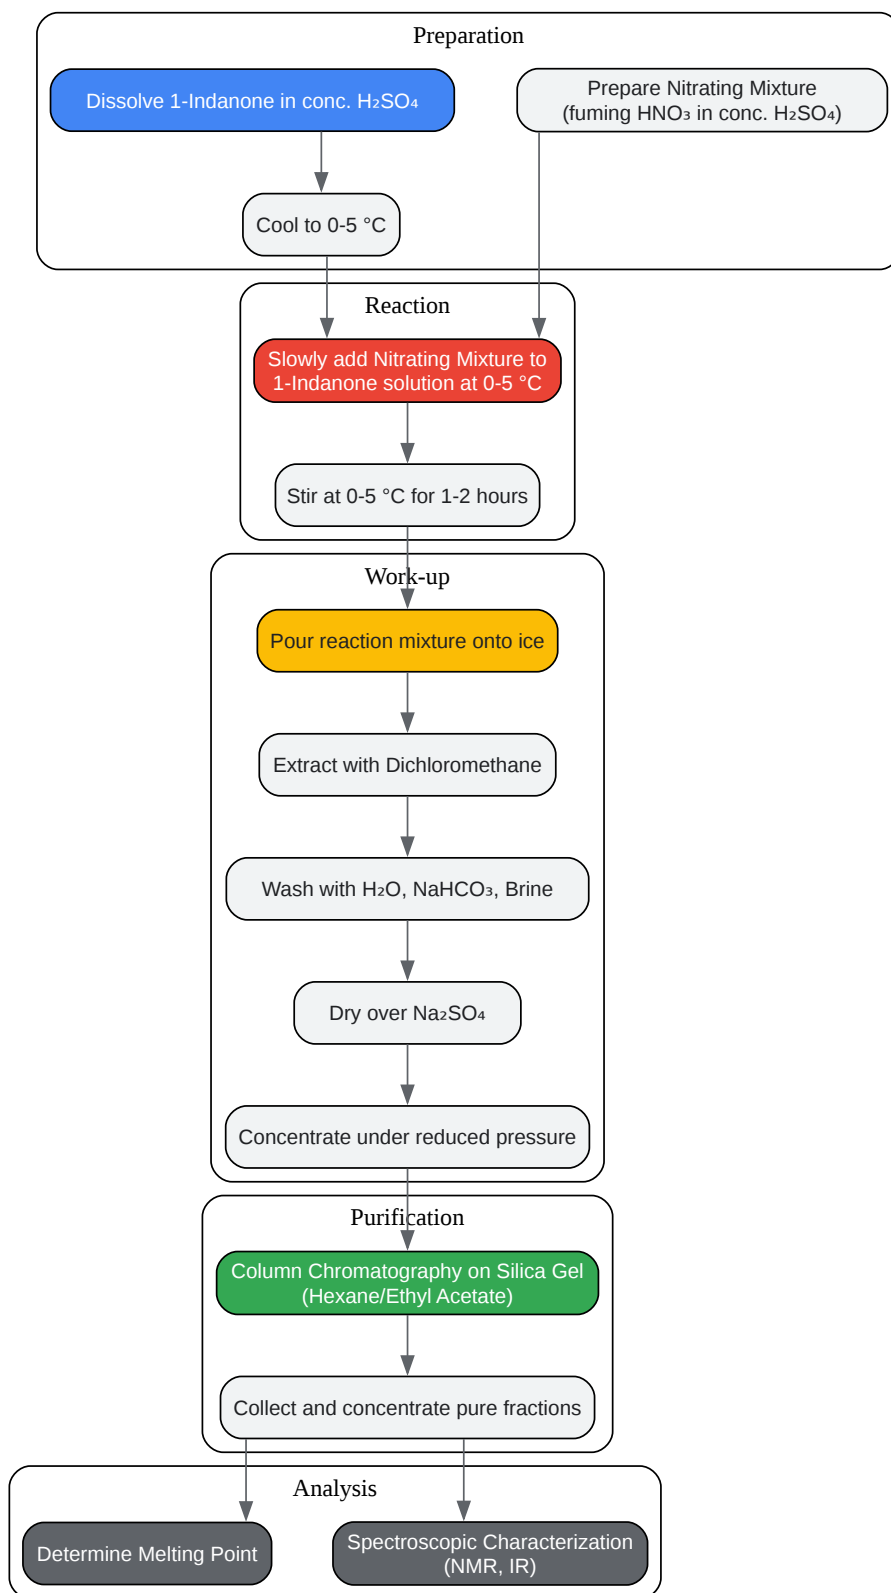 Preparation
Dissolve 1-Indanone in conc. H₂SO₄
Prepare Nitrating Mixture
(fuming HNO₃ in conc. H₂SO₄)
Cool to 0-5 °C
Reaction
Slowly add Nitrating Mixture to
1-Indanone solution at 0-5 °C
Stir at 0-5 °C for 1-2 hours
Work-up
Pour reaction mixture onto ice
Extract with Dichloromethane
Wash with H₂O, NaHCO₃, Brine
Dry over Na₂SO₄
Concentrate under reduced pressure
Purification
Column Chromatography on Silica Gel
(Hexane/Ethyl Acetate)
Collect and concentrate pure fractions
Analysis
Determine Melting Point
Spectroscopic Characterization
(NMR, IR)